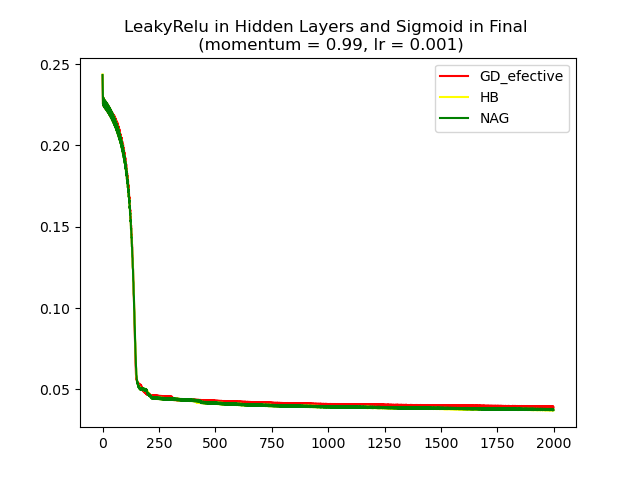 LeakyRelu in Hidden Layers and Sigmoid in Final
(momentum = 0.99, lr = 0.001)
0.25
0.20
0.15
0.10
0.05
GD_efective
HB
NAG
0 250 500 750 1000 1250 1500 1750 2000